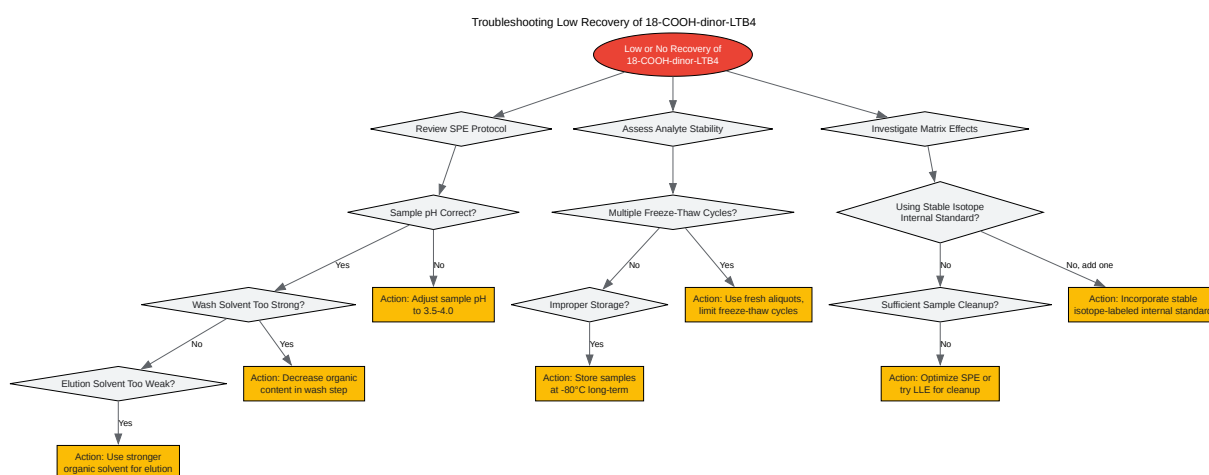 Troubleshooting Low Recovery of 18-COOH-dinor-LTB4
Low or No Recovery of
18-COOH-dinor-LTB4
Review SPE Protocol
Assess Analyte Stability
Investigate Matrix Effects
Sample pH Correct?
Multiple Freeze-Thaw Cycles?
Using Stable Isotope
Internal Standard?
Yes
No
No
Yes
No
No, add one
Wash Solvent Too Strong?
Action: Adjust sample pH
to 3.5-4.0
Improper Storage?
Action: Use fresh aliquots,
limit freeze-thaw cycles
Sufficient Sample Cleanup?
Action: Incorporate stable
isotope-labeled internal standard
No
Yes
Yes
No
Elution Solvent Too Weak?
Action: Decrease organic
content in wash step
Action: Store samples
at -80°C long-term
Action: Optimize SPE or
try LLE for cleanup
Yes
Action: Use stronger
organic solvent for elution